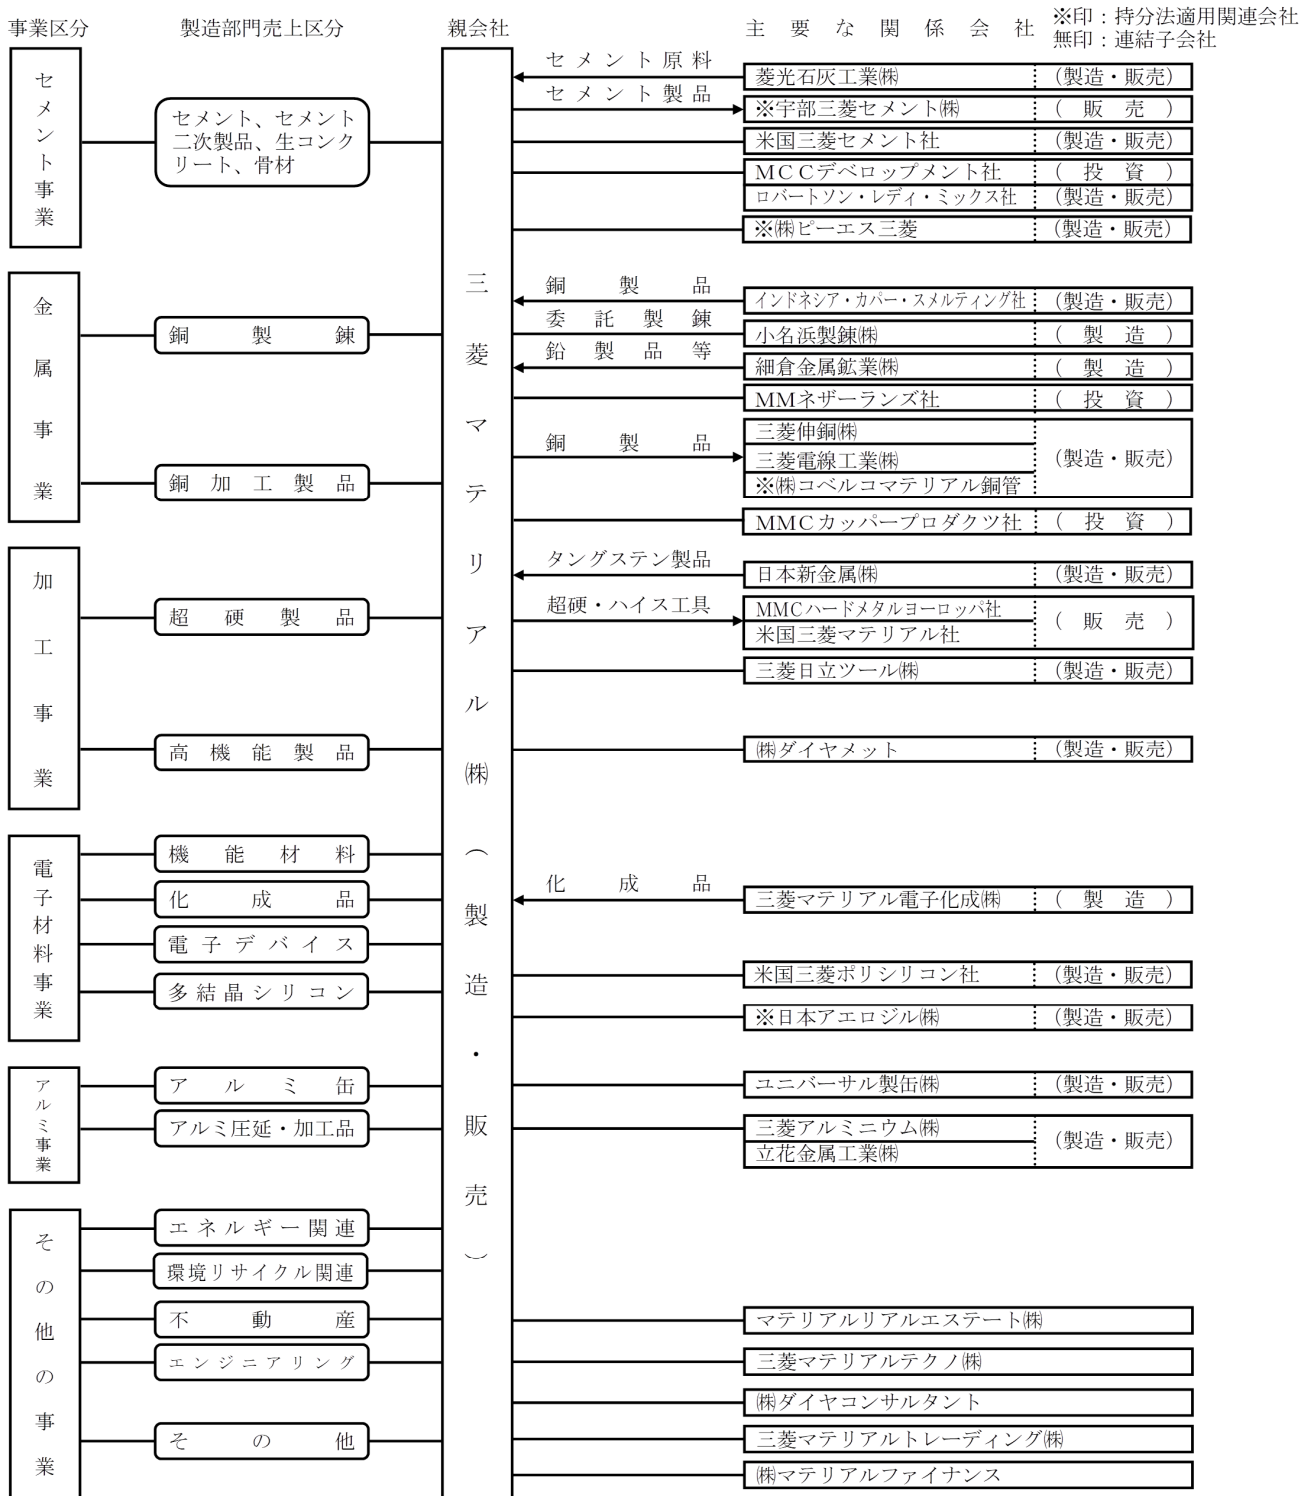 事業区分 製造部門売上区分 親会社 主要な関係会社 ※印：持分法適用関連会社
無印：連結子会社
セメント事業
セメント、セメント
二次製品、生コンク
リート、骨材
三菱マテリアル㈱（製造・販売）
セメント原料
菱光石灰工業㈱ （製造・販売）
セメント製品
※宇部三菱セメント㈱ （販売）
米国三菱セメント社 （製造・販売）
ＭＣＣデベロップメント社 （投資）
ロバートソン・レディ・ミックス社 （製造・販売）
※㈱ピーエス三菱 （製造・販売）
金属事業
銅製錬
銅加工製品
銅製品
インドネシア・カパー・スメルティング社 （製造・販売）
委託製錬
小名浜製錬㈱ （製造）
鉛製品等
細倉金属鉱業㈱ （製造）
ＭＭネザーランズ社 （投資）
銅製品
三菱伸銅㈱
三菱電線工業㈱ （製造・販売）
※㈱コベルコマテリアル銅管
ＭＭＣカッパープロダクツ社 （投資）
加工事業
超硬製品
高機能製品
タングステン製品
日本新金属㈱ （製造・販売）
超硬・ハイス工具
ＭＭＣハードメタルヨーロッパ社
米国三菱マテリアル社 （販売）
三菱日立ツール㈱ （製造・販売）
㈱ダイヤメット （製造・販売）
電子材料事業
機能材料
化成品
電子デバイス
多結晶シリコン
化成品
三菱マテリアル電子化成㈱ （製造）
米国三菱ポリシリコン社 （製造・販売）
※日本アエロジル㈱ （製造・販売）
アルミ事業
アルミ缶
アルミ圧延・加工品
ユニバーサル製缶㈱ （製造・販売）
三菱アルミニウム㈱
立花金属工業㈱ （製造・販売）
その他の事業
エネルギー関連
環境リサイクル関連
不動産
エンジニアリング
その他
マテリアルリアルエステート㈱
三菱マテリアルテクノ㈱
㈱ダイヤコンサルタント
三菱マテリアルトレーディング㈱
㈱マテリアルファイナンス